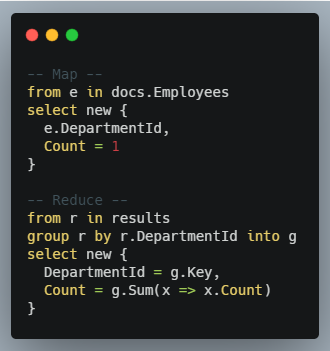 -- Map --
from e in docs.Employees
select new {
  e.DepartmentId,
  Count = 1
}

-- Reduce --
from r in results
group r by r.DepartmentId into g
select new {
  DepartmentId = g.Key,
  Count = g.Sum(x => x.Count)
}